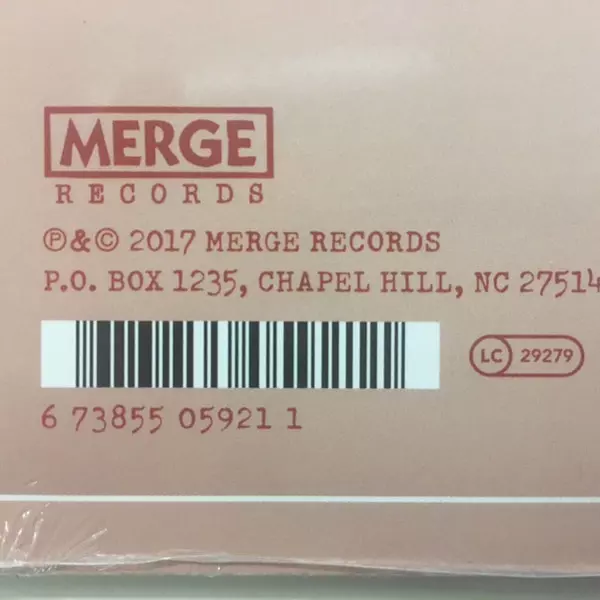 MERGE
RECORDS
℗&© 2017 MERGE RECORDS
P.O. BOX 1235, CHAPEL HILL, NC 27514
LC 29279
6 73855 05921 1